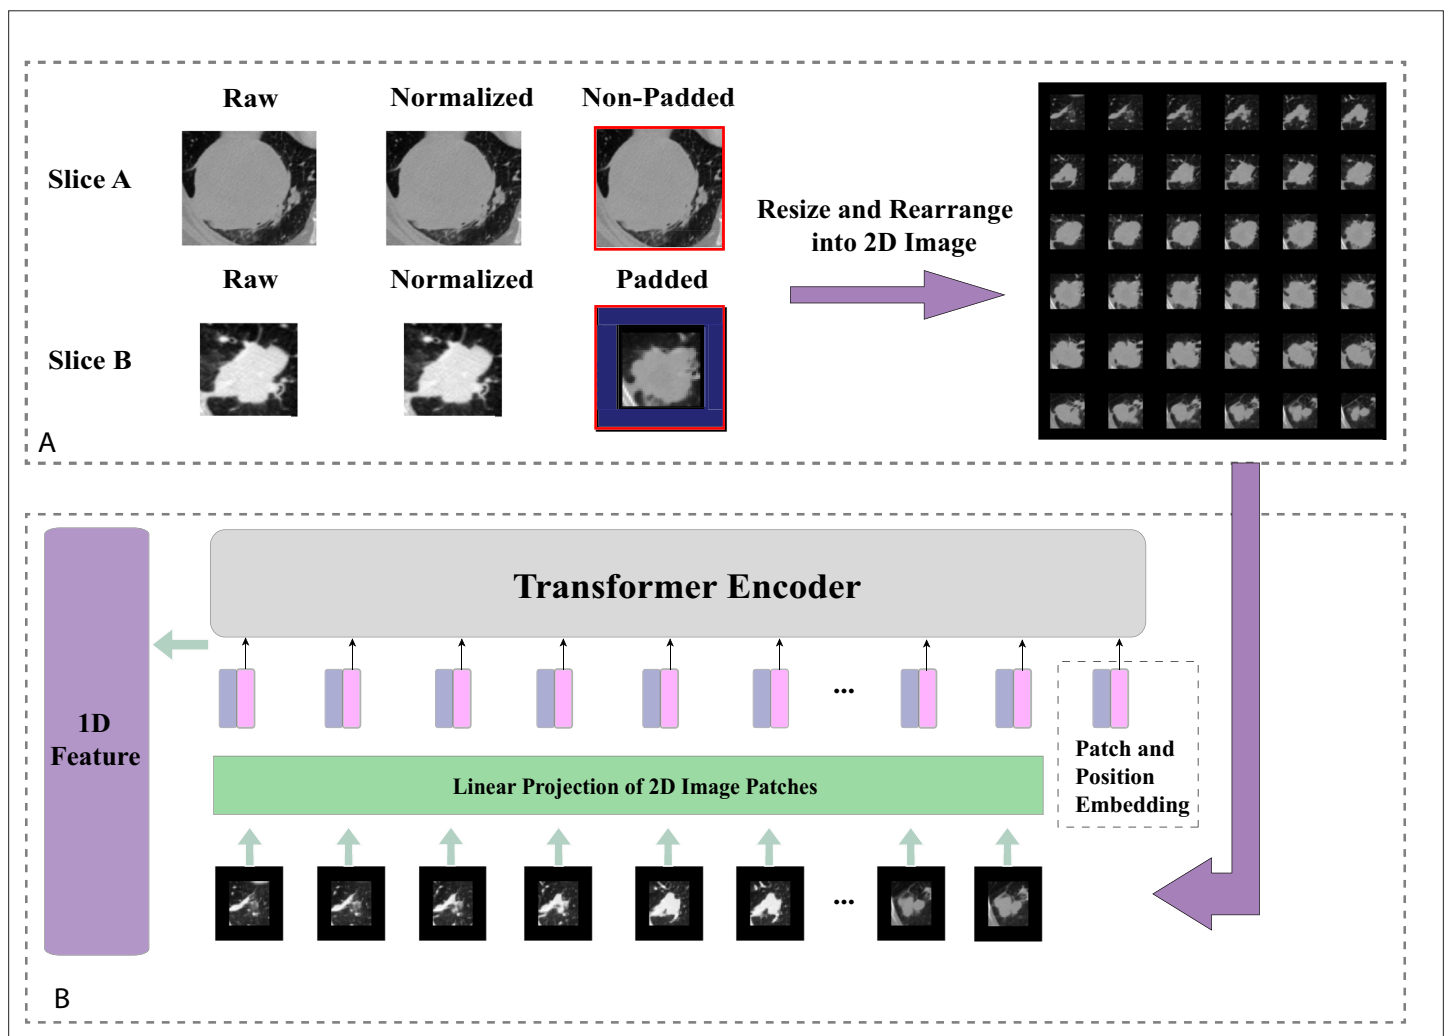 Raw Normalized Non-Padded
Slice A
Resize and Rearrange
into 2D Image
Raw Normalized Padded
Slice B
A
Transformer Encoder
1D
Feature
...
Patch and
Position
Embedding
Linear Projection of 2D Image Patches
...
B